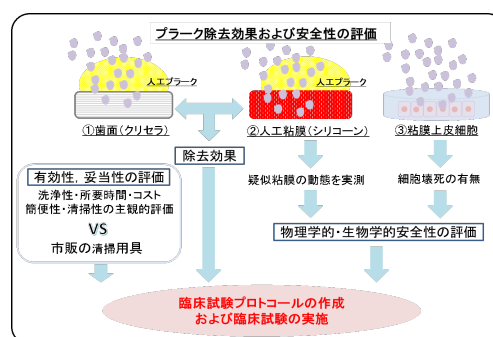 プラーク除去効果および安全性の評価
人工プラーク
人工プラーク
①歯面(クリセラ)
②人工粘膜(シリコーン)
③粘膜上皮細胞
除去効果
疑似粘膜の動態を実測
細胞壊死の有無
有効性，妥当性の評価
洗浄性・所要時間・コスト
簡便性・清掃性の主観的評価
VS
市販の清掃用具
物理学的・生物学的安全性の評価
臨床試験プロトコールの作成
および臨床試験の実施